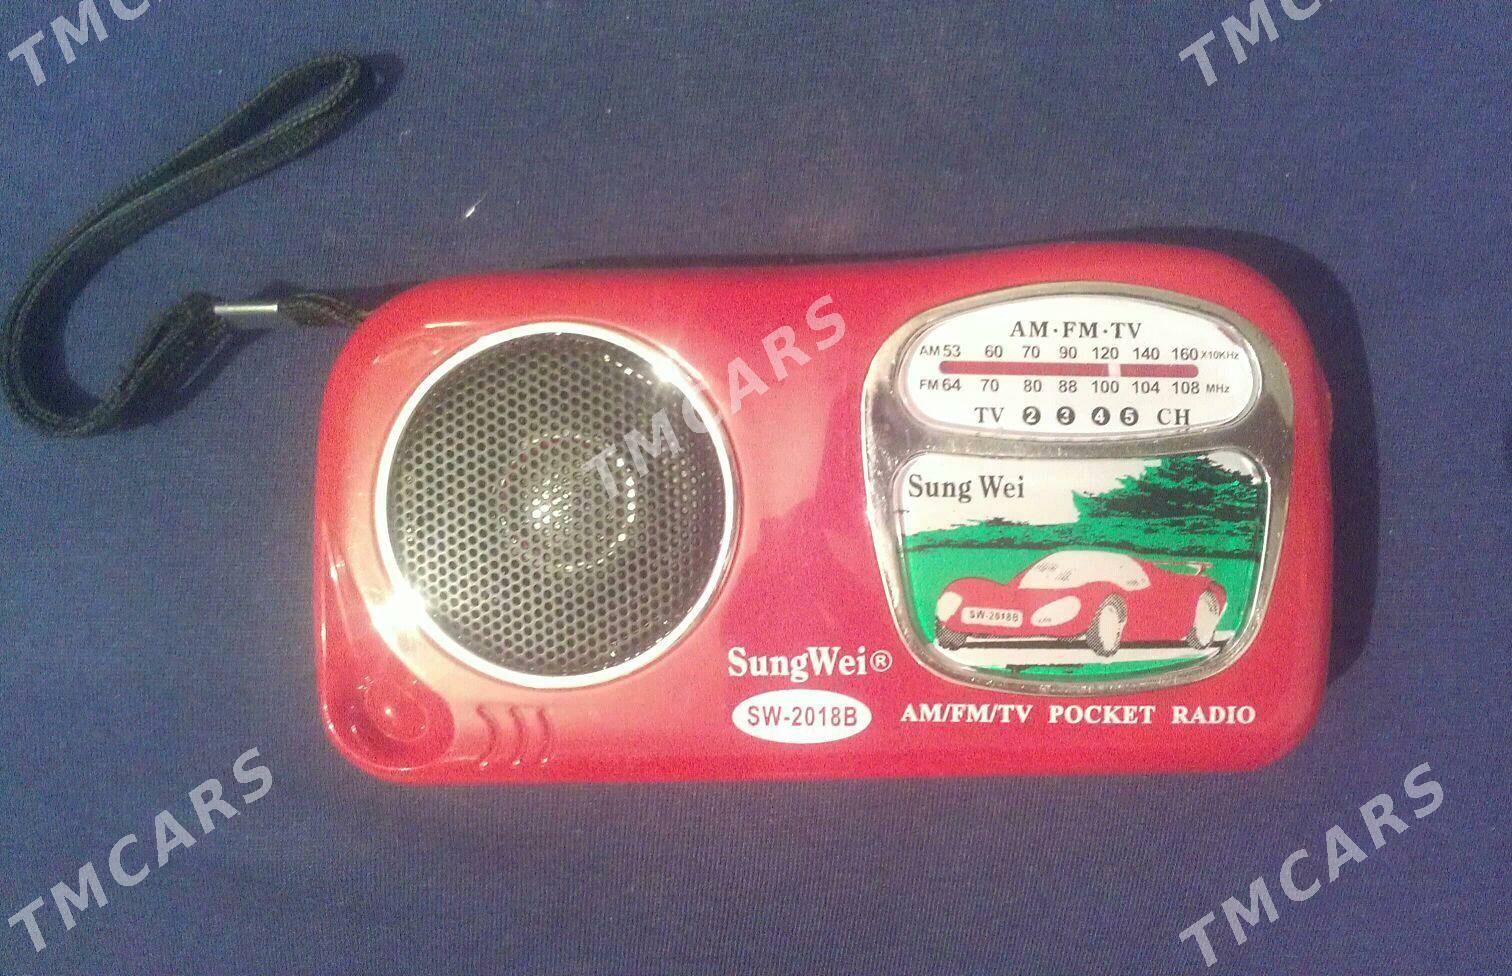 TMCARS
TMCARS
AM·FM·TV
AM 53 60 70 90 120 140 160 X10KHz
FM 64 70 80 88 100 104 108 MHz
TV 2 3 4 5 CH
TMCARS
Sung Wei
SW-2018B
SungWei®
SW-2018B
AM/FM/TV POCKET RADIO
TMCARS
TMCARS